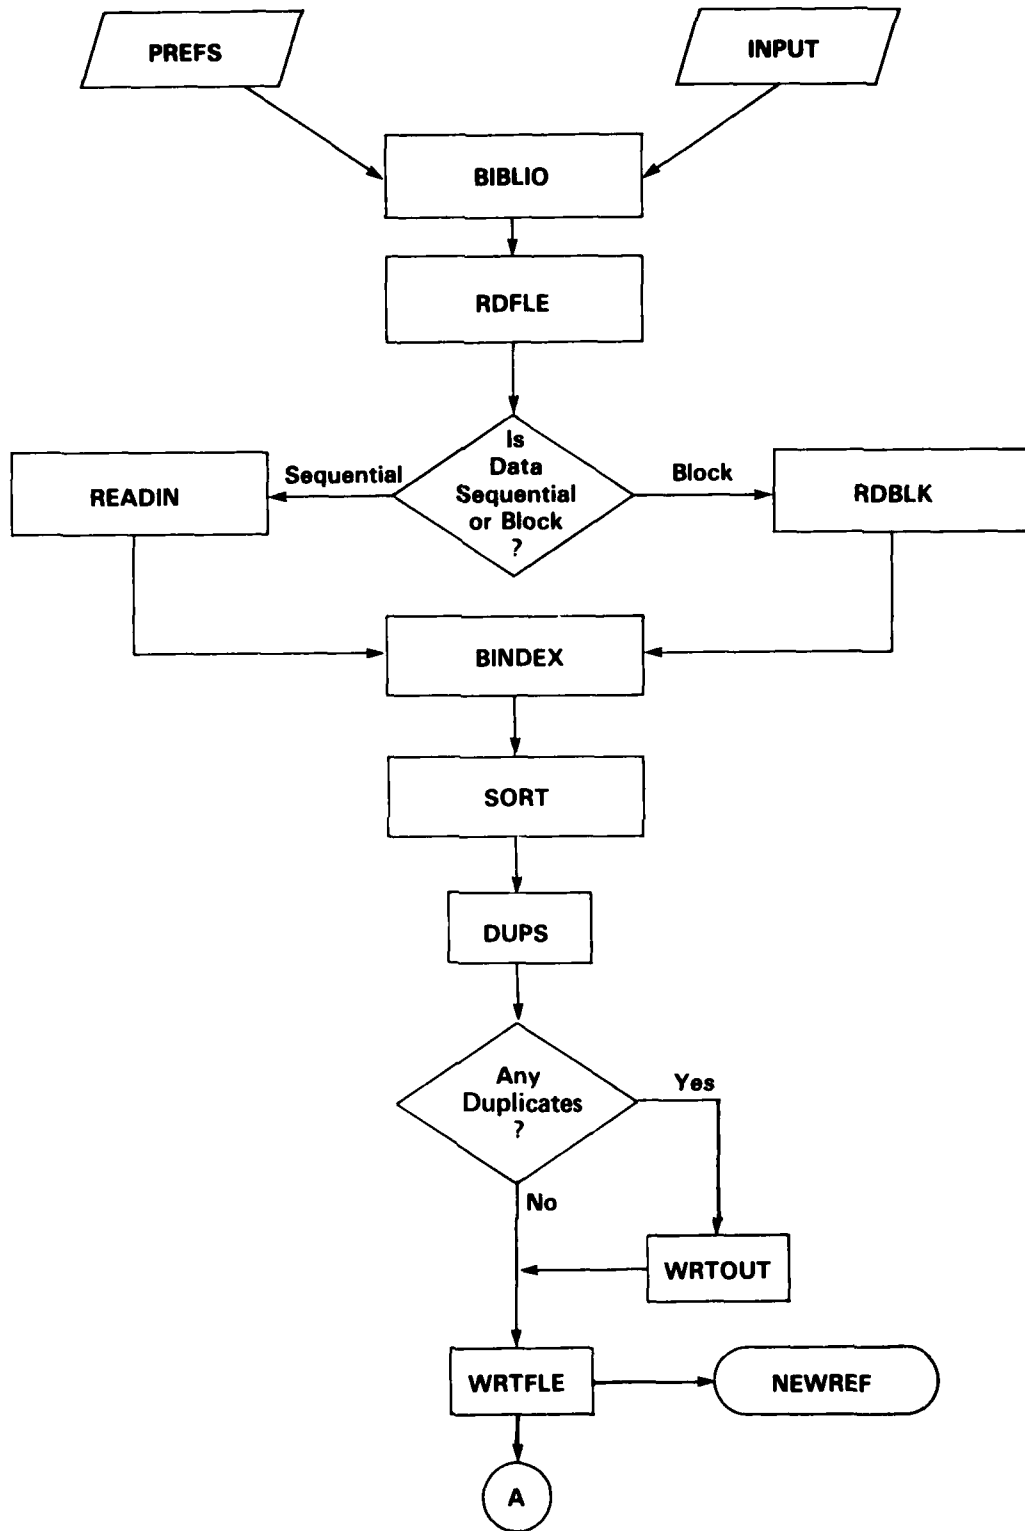 PREFS
INPUT
BIBLIO
RDFLE
Is
Data
Sequential
or Block
?
Sequential
Block
READIN
RDBLK
BINDEX
SORT
DUPS
Any
Duplicates
?
Yes
No
WRTOUT
WRTFLE
NEWREF
A